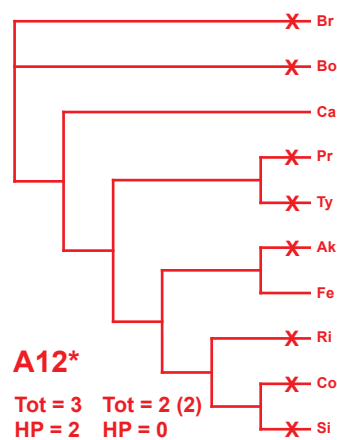 X Br
X Bo
Ca
X Pr
X Ty
X Ak
Fe
X Ri
X Co
X Si
A12*
Tot = 3 Tot = 2 (2)
HP = 2 HP = 0